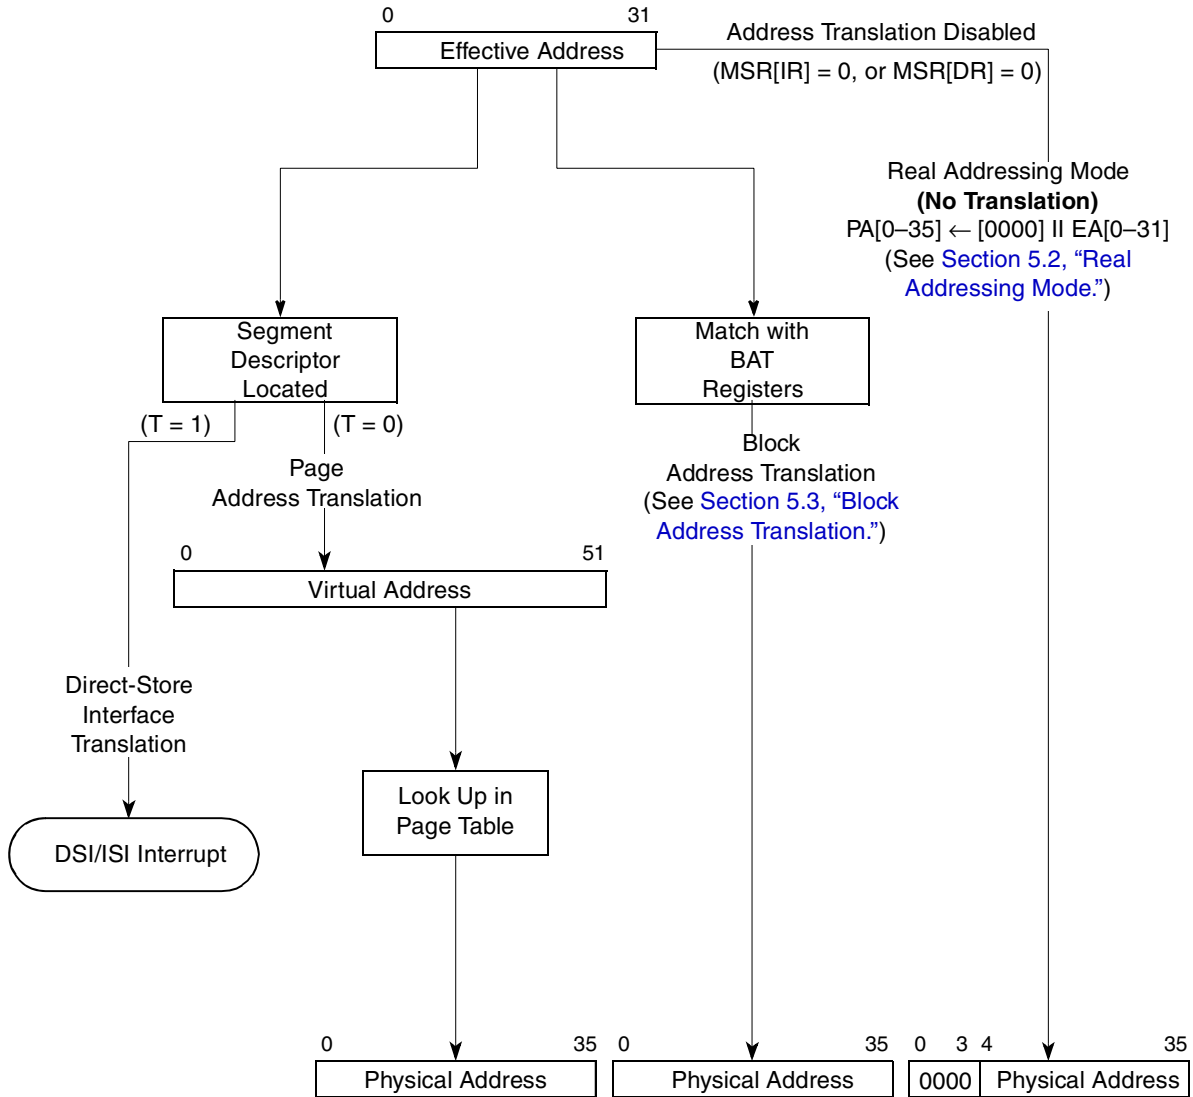 0 31
Effective Address
Address Translation Disabled
(MSR[IR] = 0, or MSR[DR] = 0)
Real Addressing Mode
(No Translation)
PA[0–35] ← [0000] II EA[0–31]
(See Section 5.2, “Real
Addressing Mode.”)
Segment
Descriptor
Located
Match with
BAT
Registers
(T = 1) (T = 0)
Page
Address Translation
Block
Address Translation
(See Section 5.3, “Block
Address Translation.”)
0 51
Virtual Address
Direct-Store
Interface
Translation
Look Up in
Page Table
DSI/ISI Interrupt
0 35
Physical Address
0 35
Physical Address
0 3 4 35
0000 Physical Address